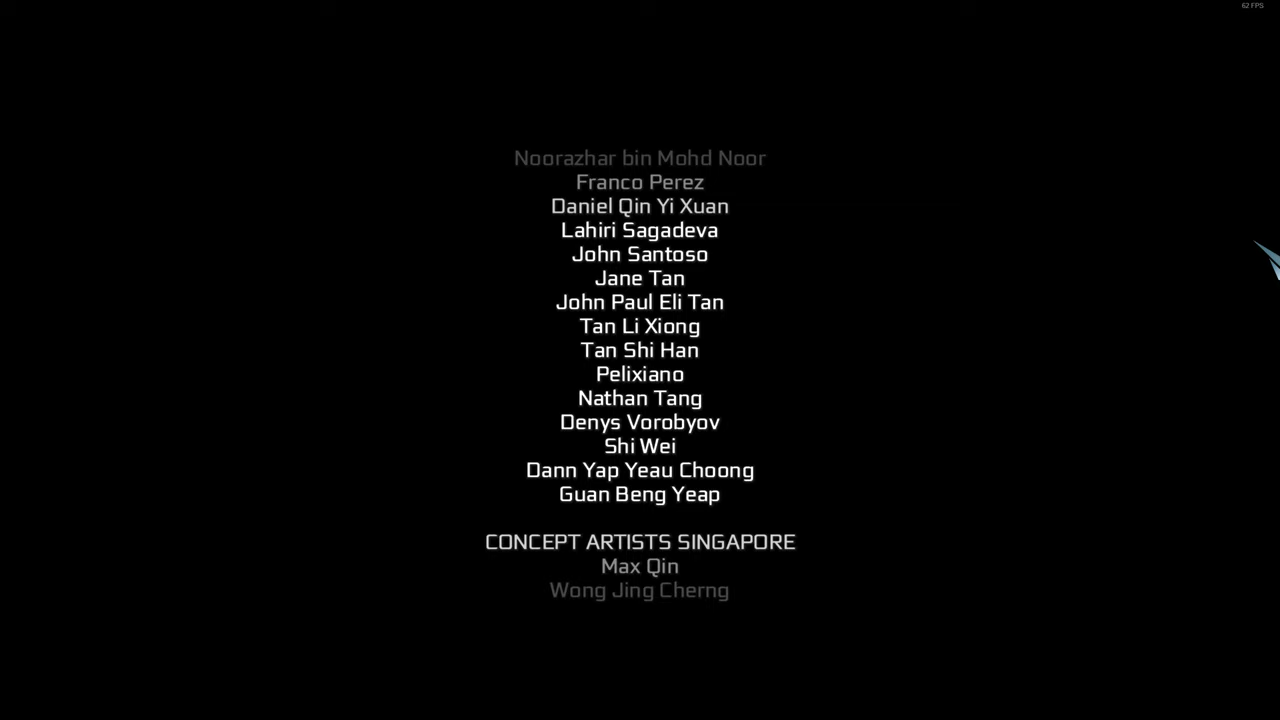 62 FPS
Noorazhar bin Mohd Noor
Franco Perez
Daniel Qin Yi Xuan
Lahiri Sagadeva
John Santoso
Jane Tan
John Paul Eli Tan
Tan Li Xiong
Tan Shi Han
Pelixiano
Nathan Tang
Denys Vorobyov
Shi Wei
Dann Yap Yeau Choong
Guan Beng Yeap
CONCEPT ARTISTS SINGAPORE
Max Qin
Wong Jing Cherng